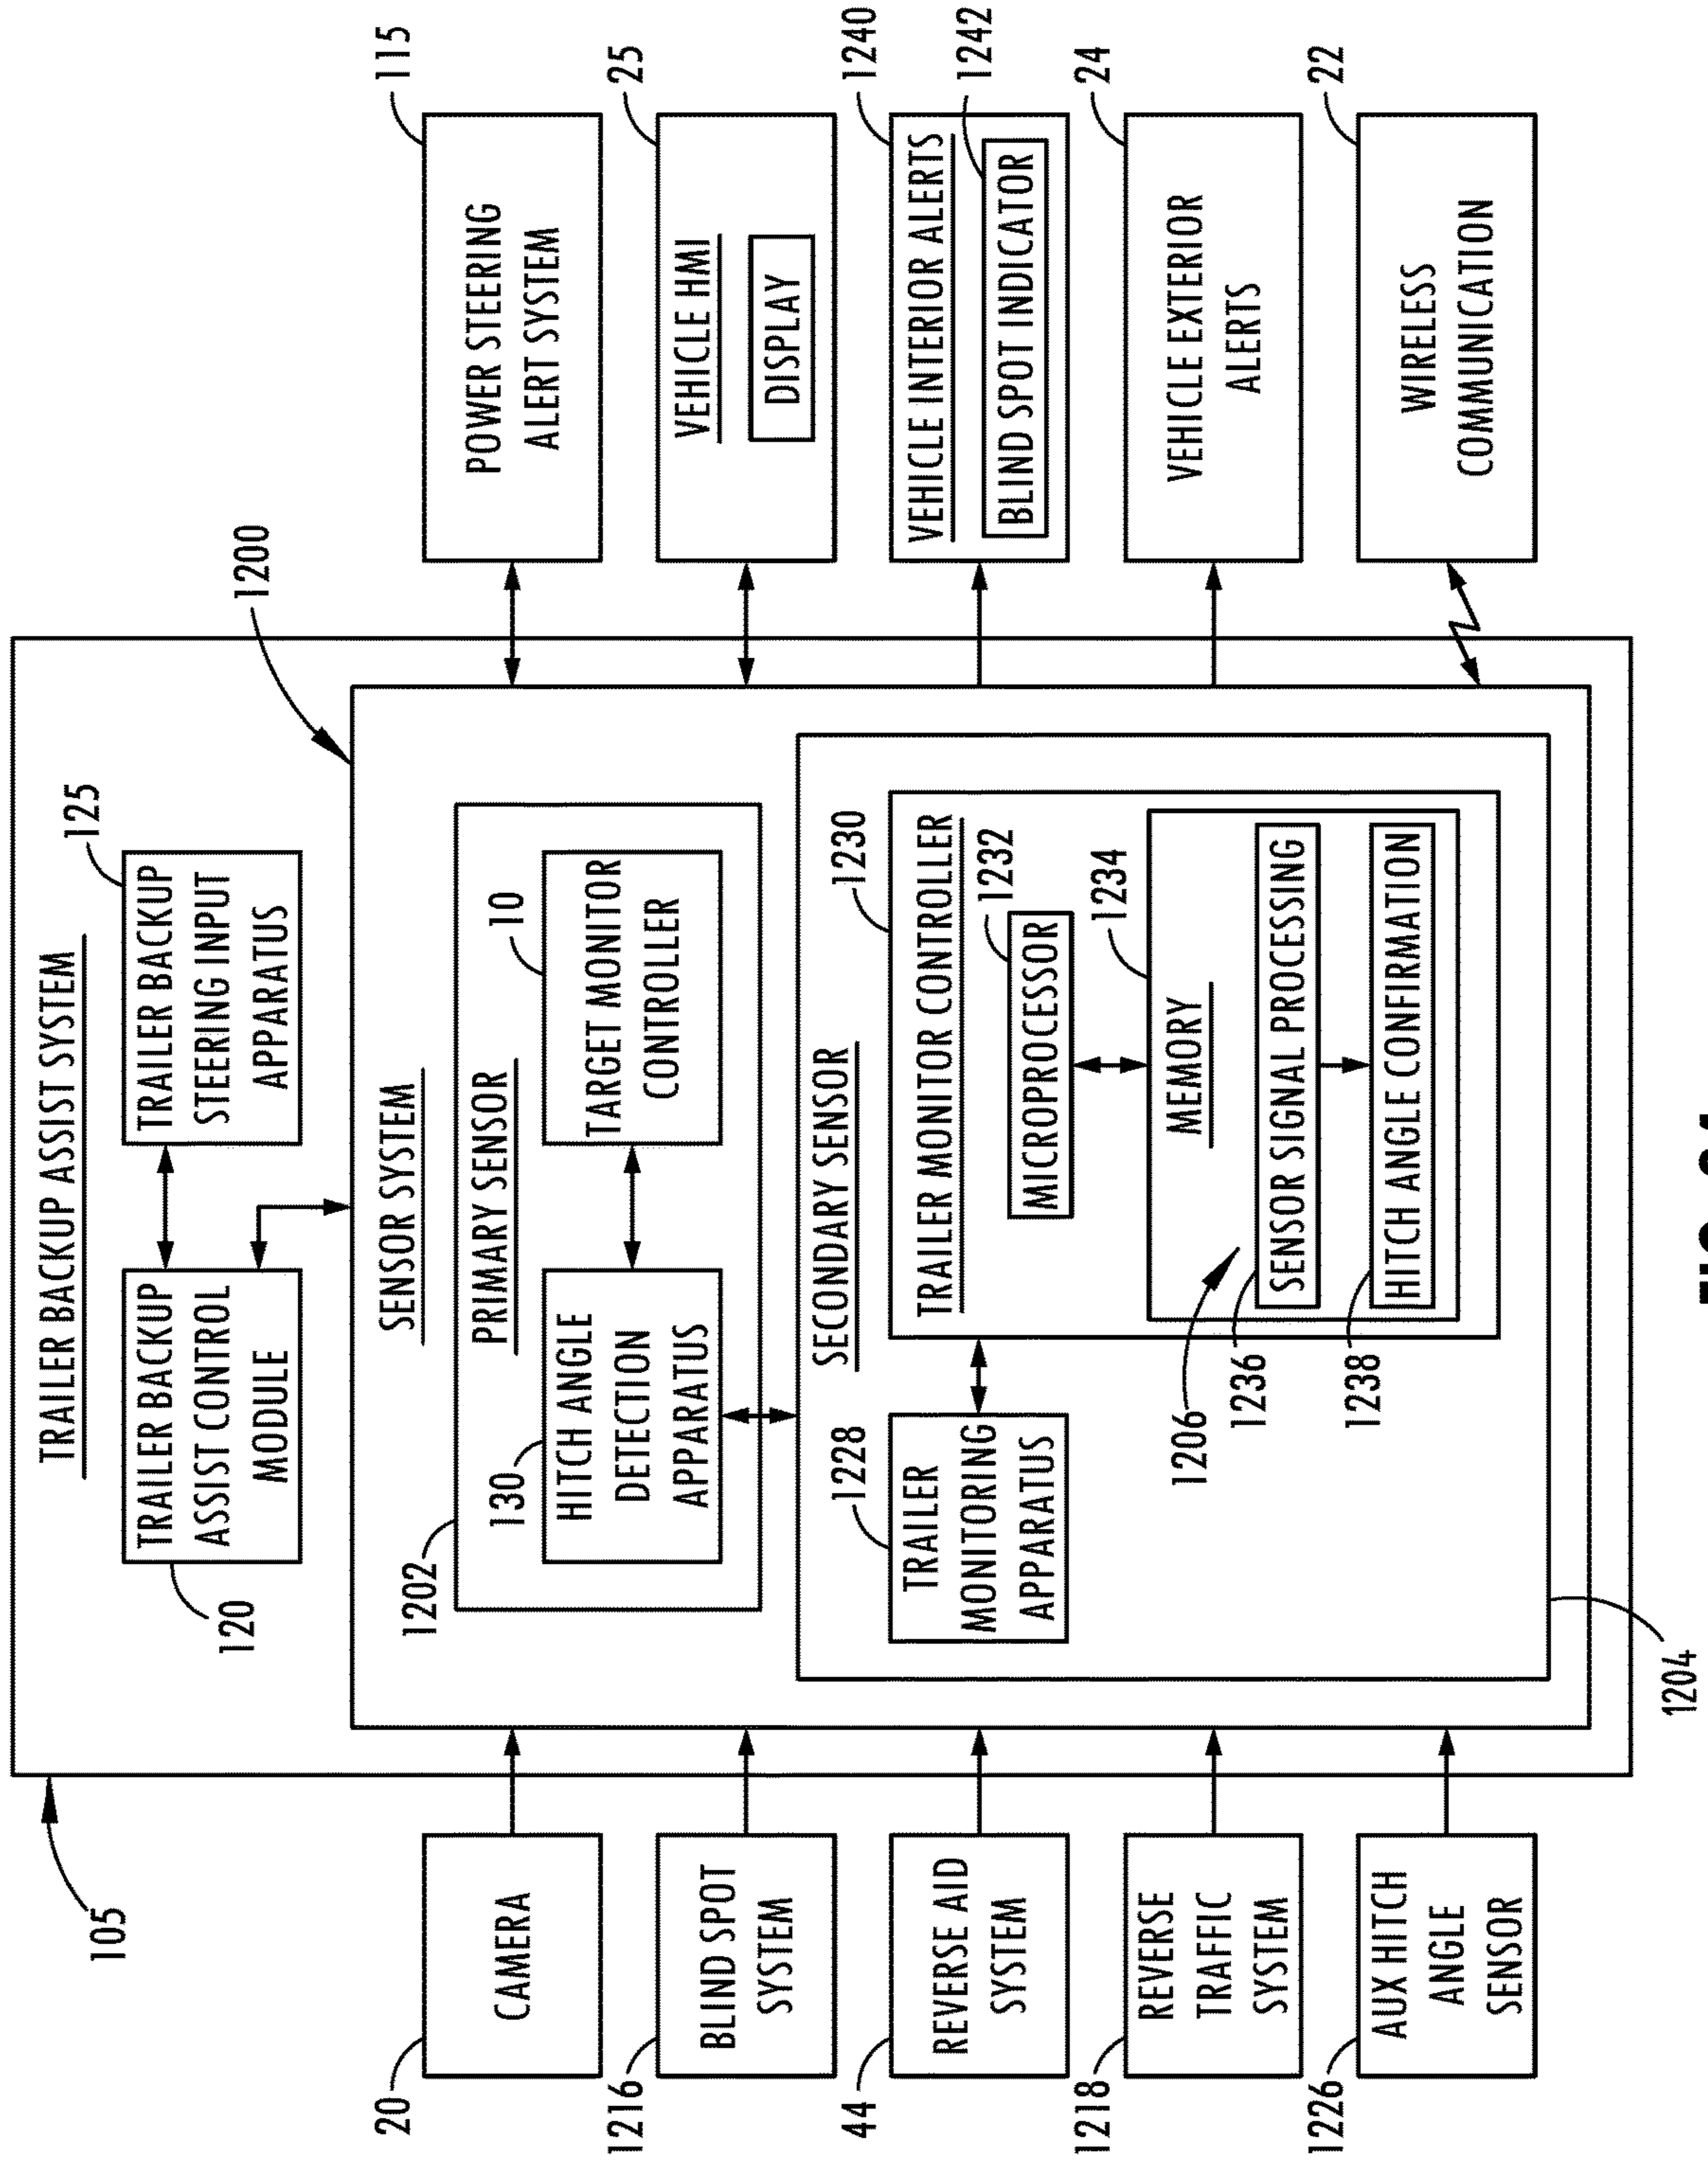 105
TRAILER BACKUP ASSIST SYSTEM
120
TRAILER BACKUP
ASSIST CONTROL
MODULE
125
TRAILER BACKUP
STEERING INPUT
APPARATUS
1200
SENSOR SYSTEM
1202
PRIMARY SENSOR
130
HITCH ANGLE
DETECTION
APPARATUS
10
TARGET MONITOR
CONTROLLER
SECONDARY SENSOR
1204
1228
TRAILER
MONITORING
APPARATUS
1230
TRAILER MONITOR CONTROLLER
1232
MICROPROCESSOR
1234
MEMORY
1206
1236
SENSOR SIGNAL PROCESSING
1238
HITCH ANGLE CONFIRMATION
20
CAMERA
1216
BLIND SPOT
SYSTEM
44
REVERSE AID
SYSTEM
1218
REVERSE
TRAFFIC
SYSTEM
1226
AUX HITCH
ANGLE
SENSOR
115
POWER STEERING
ALERT SYSTEM
25
VEHICLE HMI
DISPLAY
1240
VEHICLE INTERIOR ALERTS
1242
BLIND SPOT INDICATOR
24
VEHICLE EXTERIOR
ALERTS
22
WIRELESS
COMMUNICATION